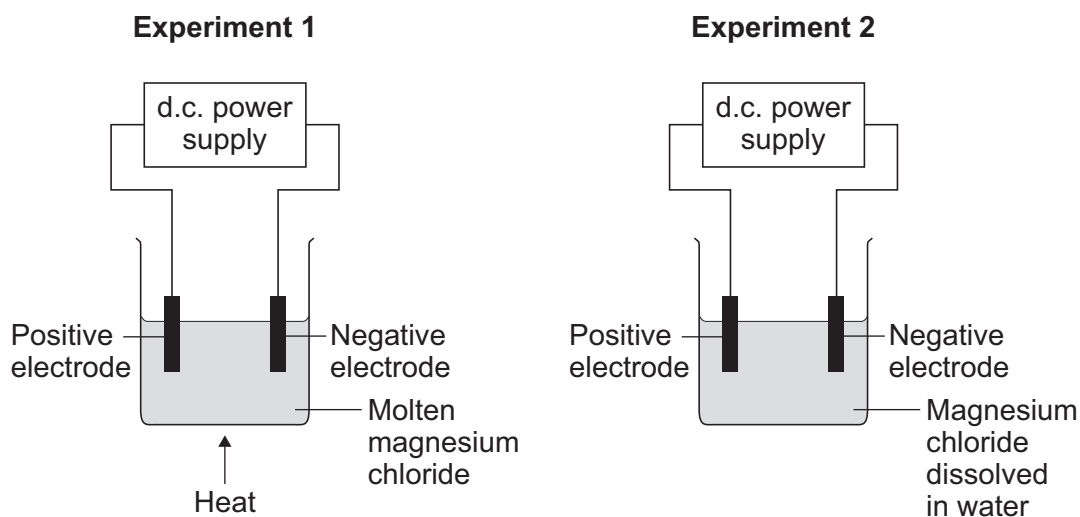 Experiment 1
d.c. power
supply
Positive
electrode
Negative
electrode
Molten
magnesium
chloride
Heat
Experiment 2
d.c. power
supply
Positive
electrode
Negative
electrode
Magnesium
chloride
dissolved
in water